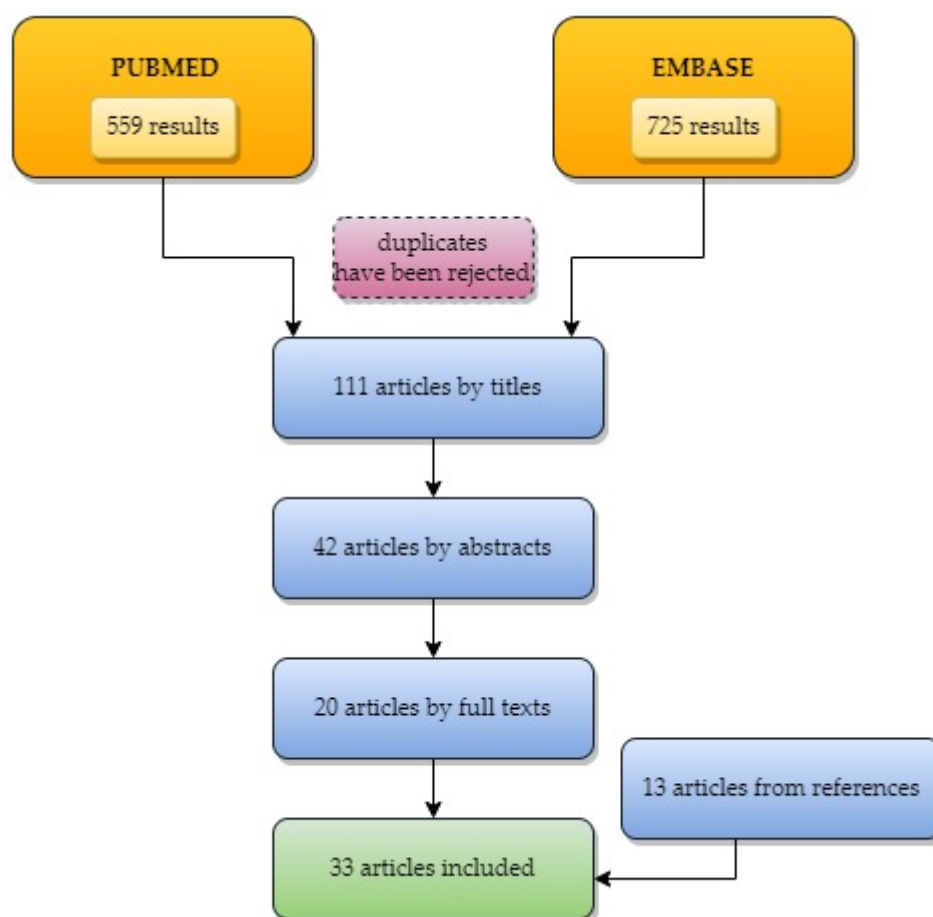 PUBMED
559 results
EMBASE
725 results
duplicates
have been rejected
111 articles by titles
42 articles by abstracts
20 articles by full texts
13 articles from references
33 articles included